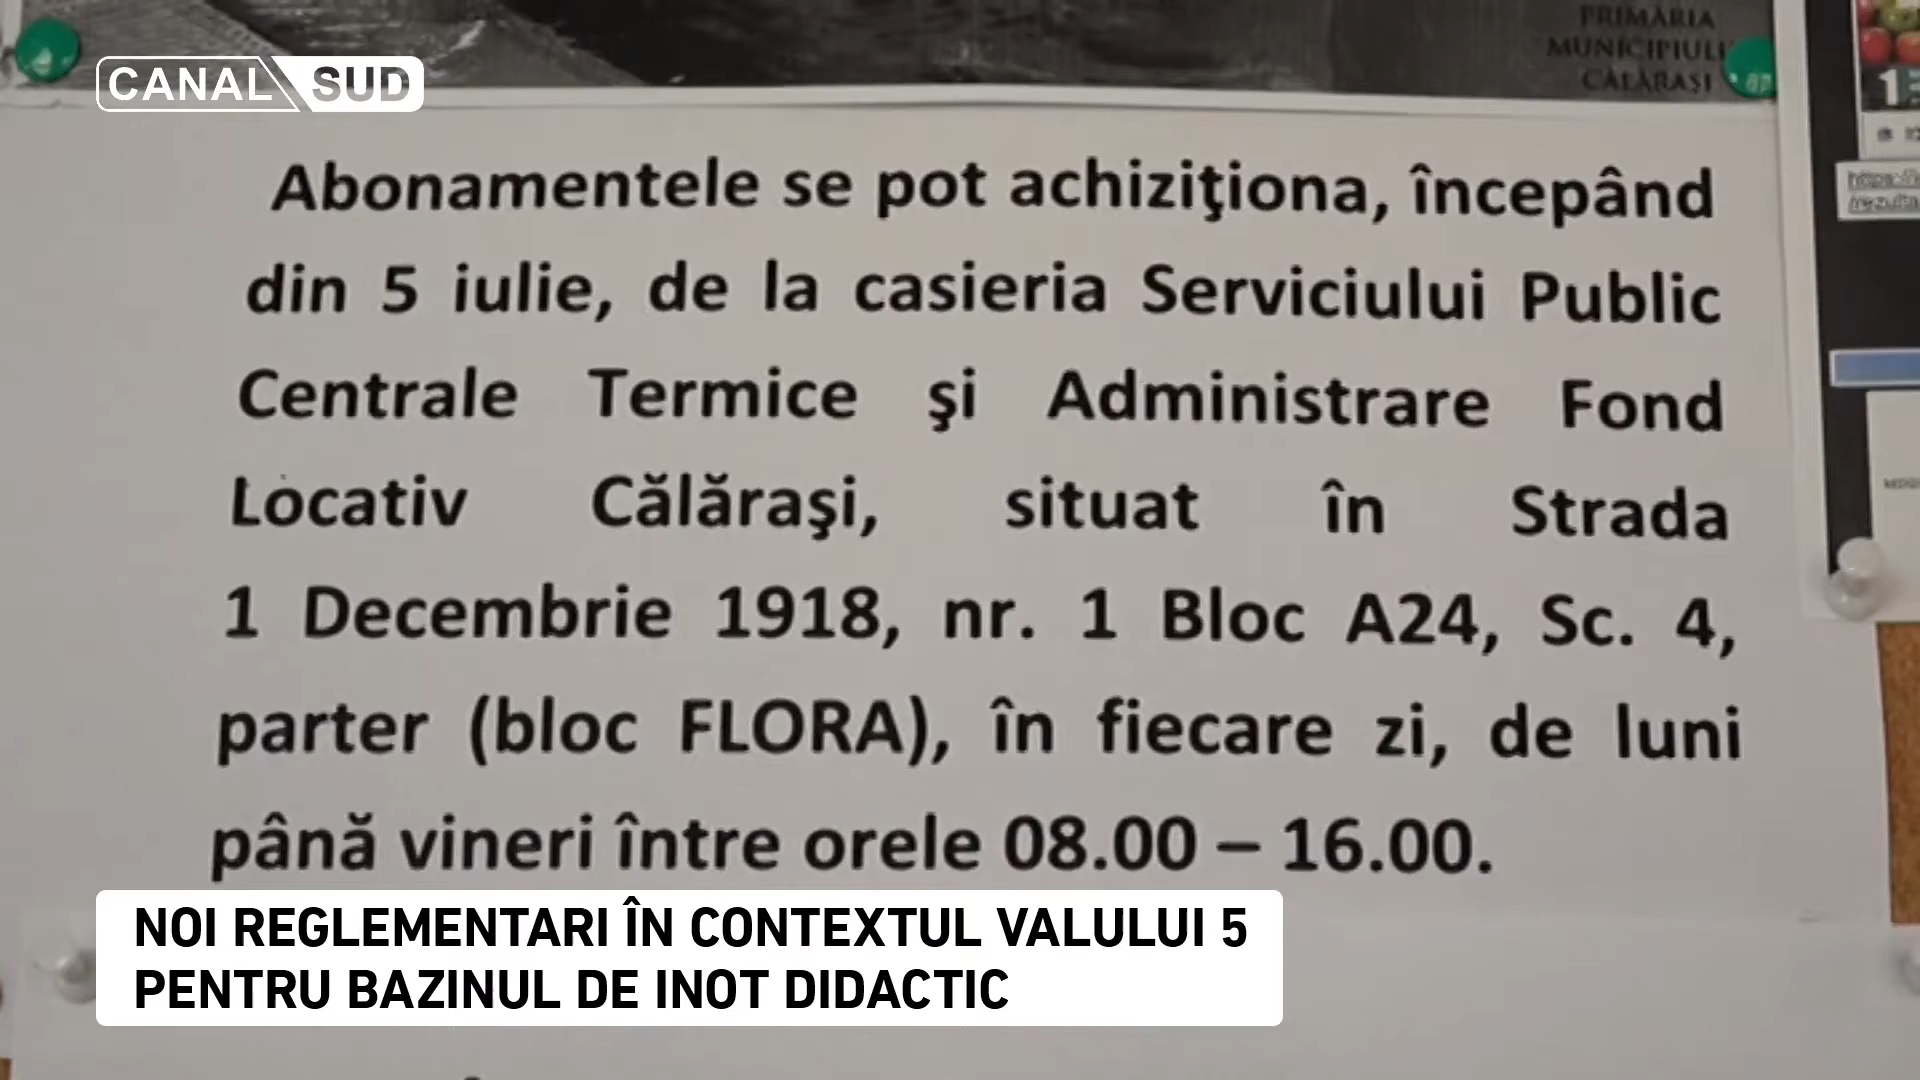 PRIMĂRIA
MUNICIPIULUI
CĂLĂRAŞI
CANAL SUD
Abonamentele se pot achiziţiona, începând
din 5 iulie, de la casieria Serviciului Public
Centrale Termice şi Administrare Fond
Locativ Călăraşi, situat în Strada
1 Decembrie 1918, nr. 1 Bloc A24, Sc. 4,
parter (bloc FLORA), în fiecare zi, de luni
până vineri între orele 08.00 – 16.00.
NOI REGLEMENTARI ÎN CONTEXTUL VALULUI 5
PENTRU BAZINUL DE INOT DIDACTIC